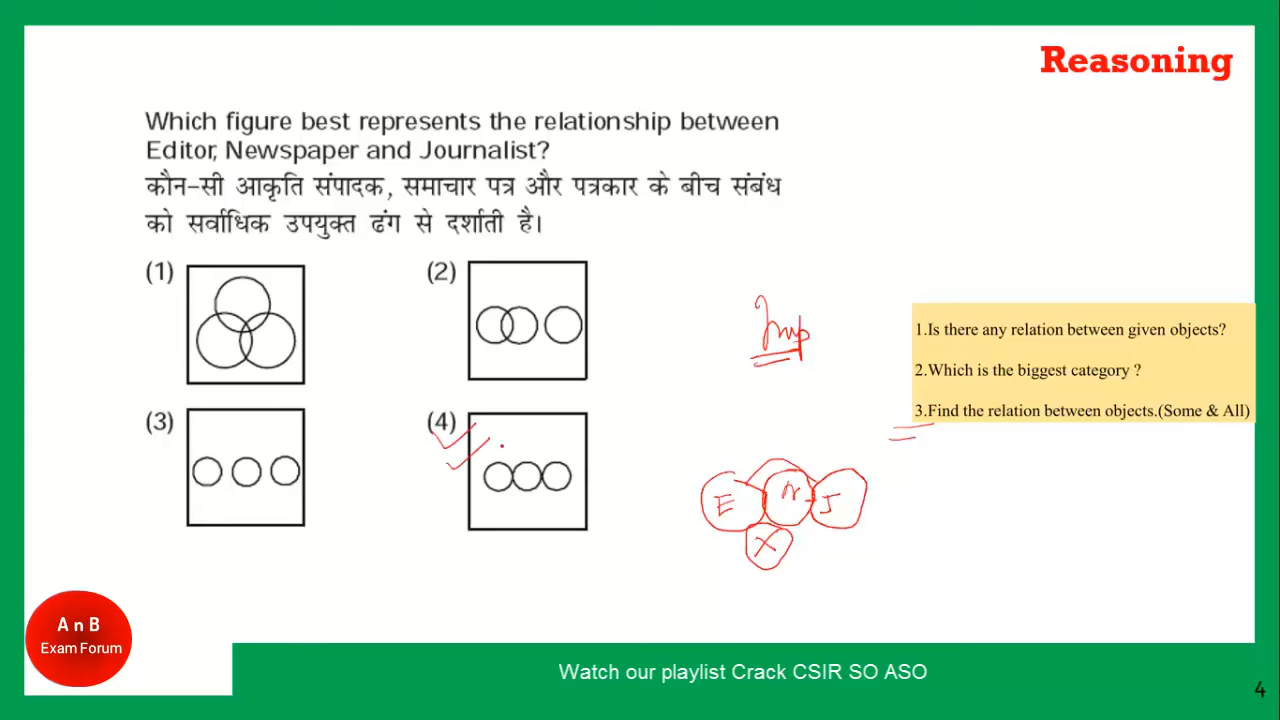 Reasoning
Which figure best represents the relationship between
Editor, Newspaper and Journalist?
कौन-सी आकृति संपादक, समाचार पत्र और पत्रकार के बीच संबंध
को सर्वाधिक उपयुक्त ढंग से दर्शाती है।
(1)
(2)
(3)
(4)
Imp
1.Is there any relation between given objects?
2.Which is the biggest category ?
3.Find the relation between objects.(Some & All)
E N J
X
A n B
Exam Forum
Watch our playlist Crack CSIR SO ASO
4